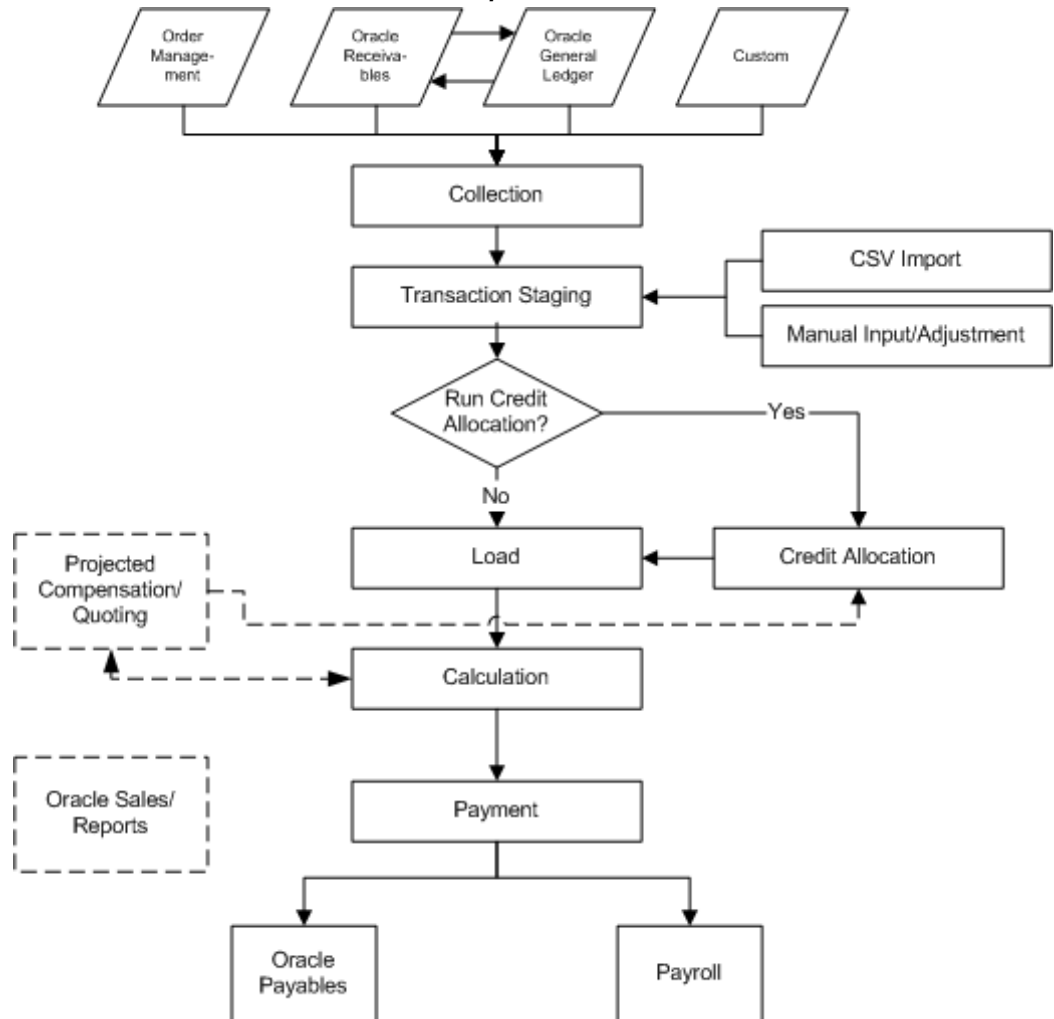 Order
Manage-
ment
Oracle
Receiva-
bles
Oracle
General
Ledger
Custom
Collection
CSV Import
Transaction Staging
Manual Input/Adjustment
Run Credit
Allocation?
Yes
No
Load
Credit Allocation
Projected
Compensation/
Quoting
Calculation
Oracle Sales/
Reports
Payment
Oracle
Payables
Payroll